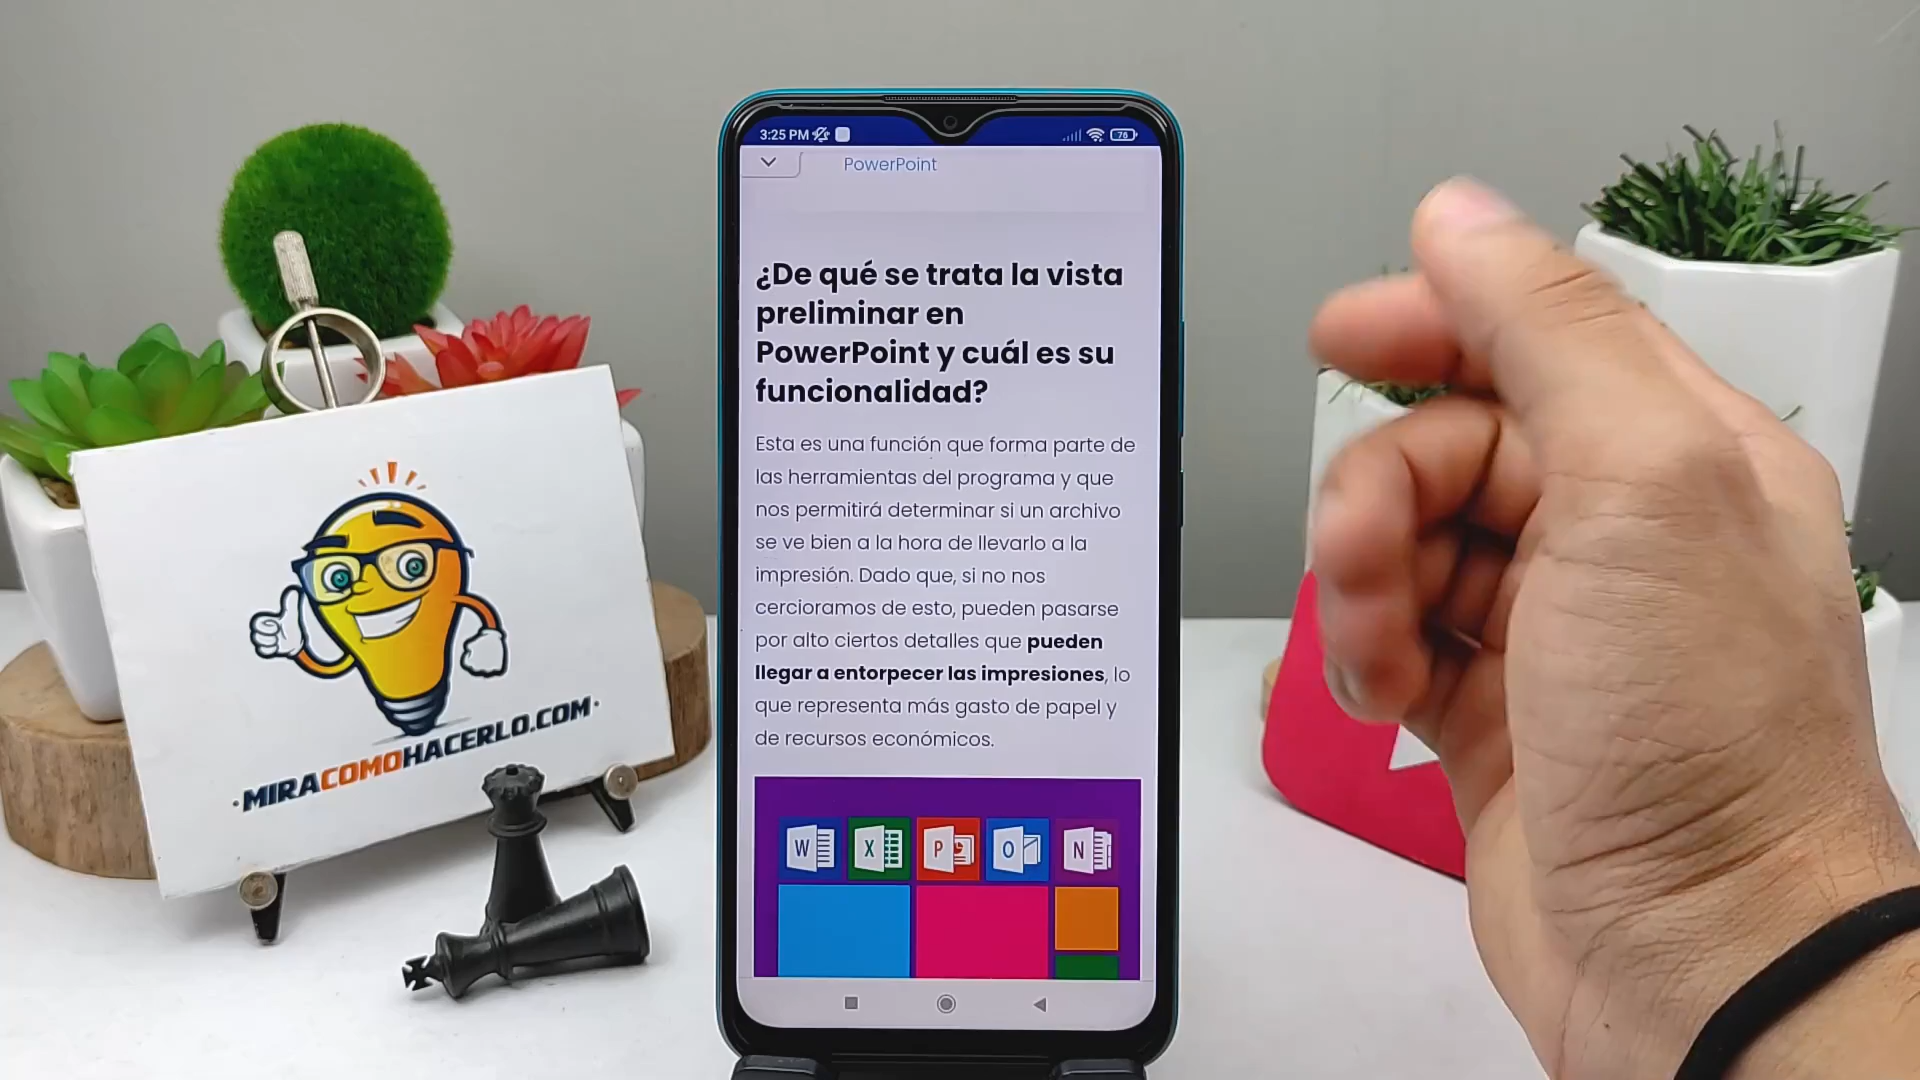 3:25 PM
76
PowerPoint
¿De qué se trata la vista
preliminar en
PowerPoint y cuál es su
funcionalidad?
Esta es una función que forma parte de
las herramientas del programa y que
nos permitirá determinar si un archivo
se ve bien a la hora de llevarlo a la
impresión. Dado que, si no nos
cercioramos de esto, pueden pasarse
por alto ciertos detalles que pueden
llegar a entorpecer las impresiones, lo
que representa más gasto de papel y
de recursos económicos.
W X P O N
·MIRACOMOHACERLO.COM·